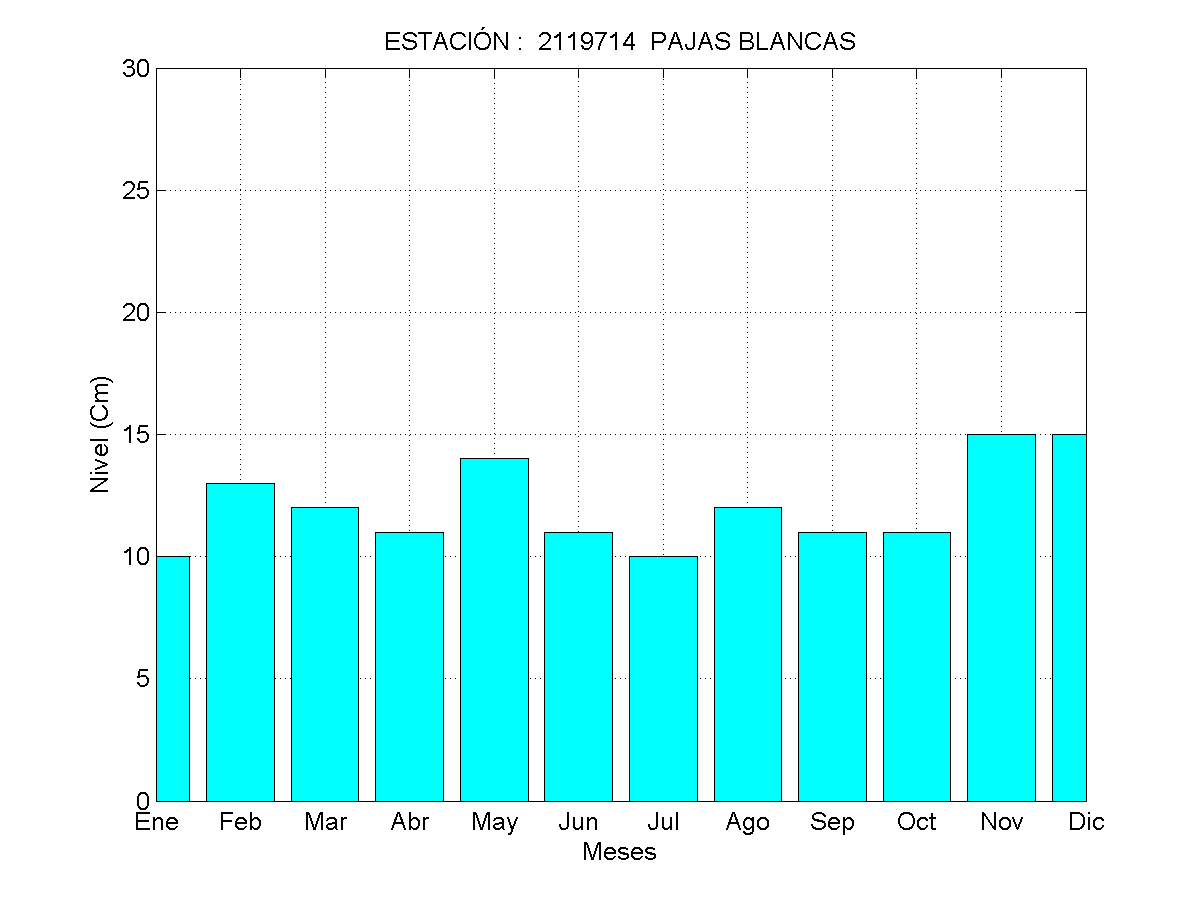 ESTACIÓN :  2119714  PAJAS BLANCAS
30
25
20
15
10
5
0
Nivel (Cm)
Ene Feb Mar Abr May Jun Jul Ago Sep Oct Nov Dic
Meses